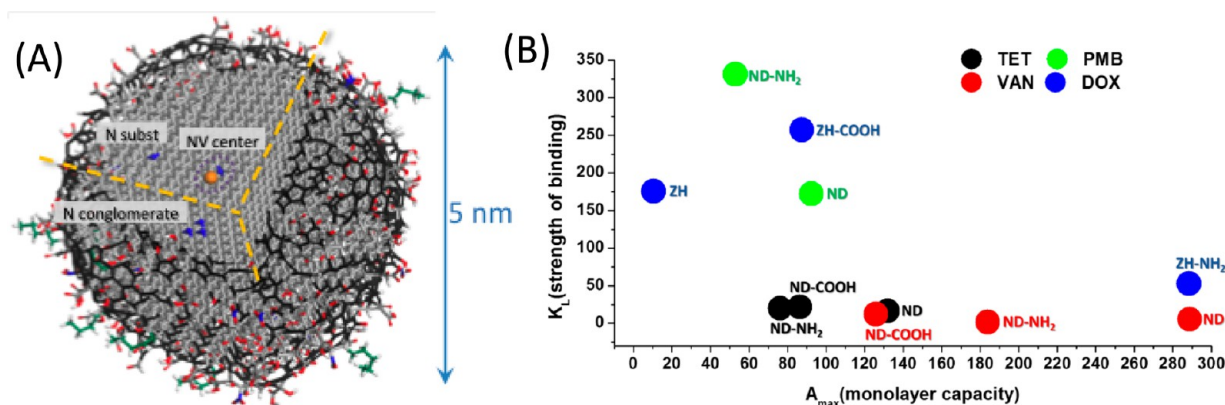 (A)
N subst
NV center
N conglomerate
5 nm
(B)
TET PMB
VAN DOX
K_L(strength of binding)
350
300
250
200
150
100
50
0
ND-NH₂
ZH-COOH
ZH
ND
ZH-NH₂
ND-COOH
ND
ND-NH₂
ND-COOH
ND-NH₂
ND
0 20 40 60 80 100 120 140 160 180 200 220 240 260 280 300
A_max(monolayer capacity)